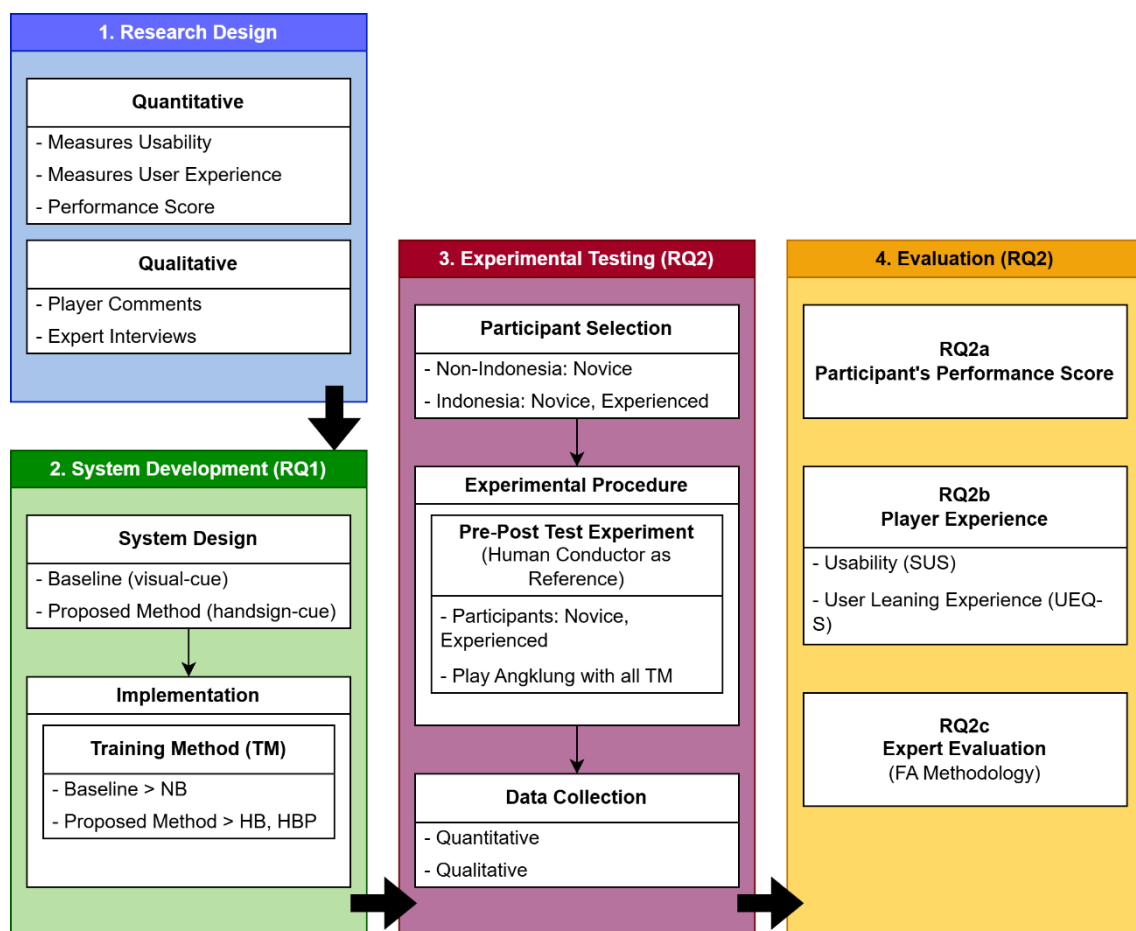 1. Research Design
Quantitative
- Measures Usability
- Measures User Experience
- Performance Score
Qualitative
- Player Comments
- Expert Interviews
2. System Development (RQ1)
System Design
- Baseline (visual-cue)
- Proposed Method (handsign-cue)
Implementation
Training Method (TM)
- Baseline > NB
- Proposed Method > HB, HBP
3. Experimental Testing (RQ2)
Participant Selection
- Non-Indonesia: Novice
- Indonesia: Novice, Experienced
Experimental Procedure
Pre-Post Test Experiment
(Human Conductor as
Reference)
- Participants: Novice,
Experienced
- Play Angklung with all TM
Data Collection
- Quantitative
- Qualitative
4. Evaluation (RQ2)
RQ2a
Participant's Performance Score
RQ2b
Player Experience
- Usability (SUS)
- User Leaning Experience (UEQ-
S)
RQ2c
Expert Evaluation
(FA Methodology)